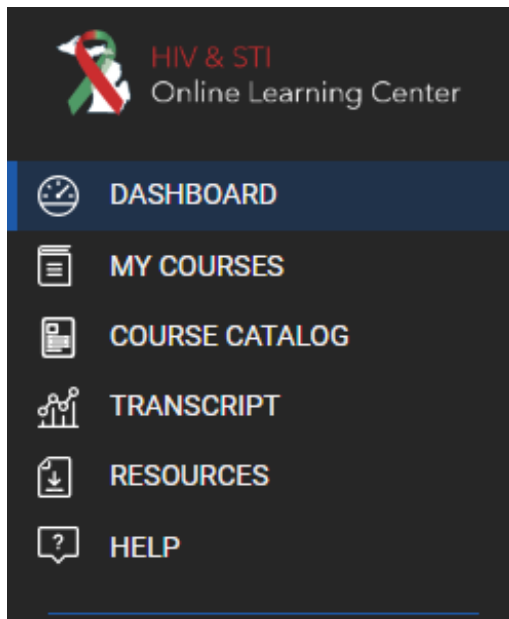 HIV & STI
Online Learning Center
DASHBOARD
MY COURSES
COURSE CATALOG
TRANSCRIPT
RESOURCES
?
HELP